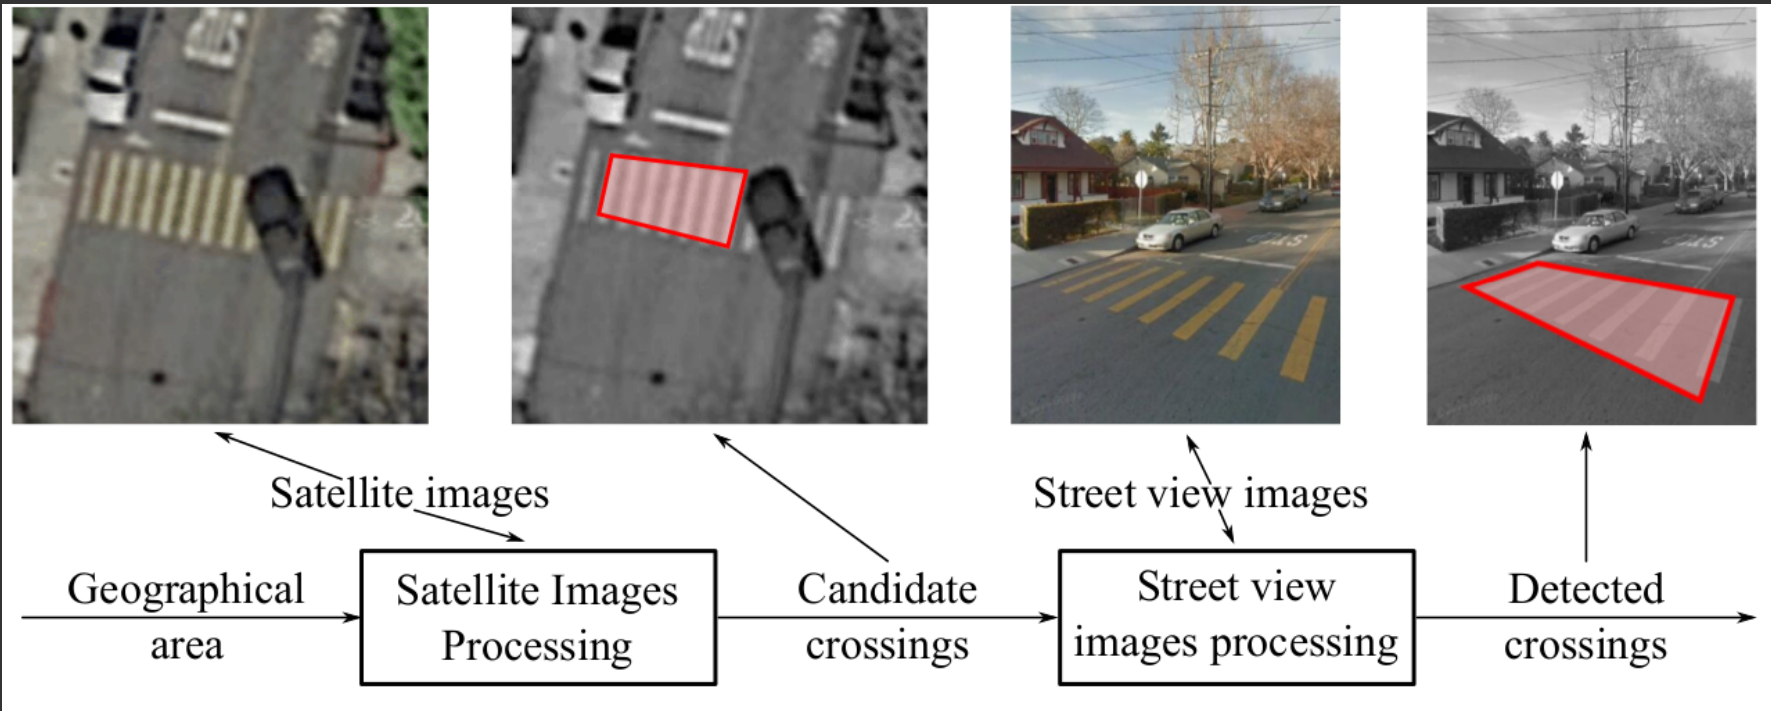 Satellite images
Street view images
Geographical
area
Satellite Images
Processing
Candidate
crossings
Street view
images processing
Detected
crossings